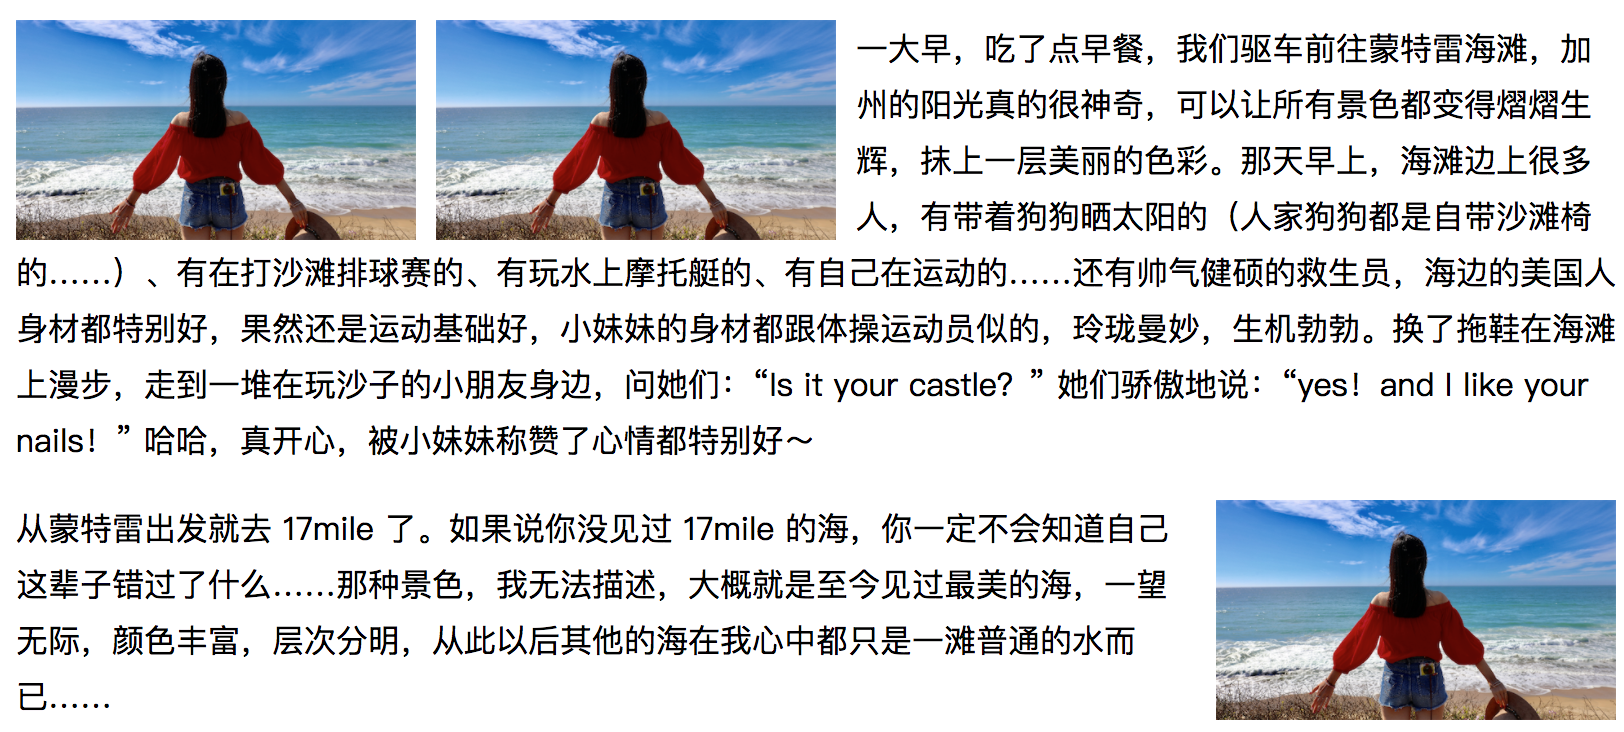 一大早，吃了点早餐，我们驱车前往蒙特雷海滩，加
州的阳光真的很神奇，可以让所有景色都变得熠熠生
辉，抹上一层美丽的色彩。那天早上，海滩边上很多
人，有带着狗狗晒太阳的（人家狗狗都是自带沙滩椅
的……）、有在打沙滩排球赛的、有玩水上摩托艇的、有自己在运动的……还有帅气健硕的救生员，海边的美国人
身材都特别好，果然还是运动基础好，小妹妹的身材都跟体操运动员似的，玲珑曼妙，生机勃勃。换了拖鞋在海滩
上漫步，走到一堆在玩沙子的小朋友身边，问她们：“Is it your castle？” 她们骄傲地说：“yes！and I like your
nails！” 哈哈，真开心，被小妹妹称赞了心情都特别好～
从蒙特雷出发就去 17mile 了。如果说你没见过 17mile 的海，你一定不会知道自己
这辈子错过了什么……那种景色，我无法描述，大概就是至今见过最美的海，一望
无际，颜色丰富，层次分明，从此以后其他的海在我心中都只是一滩普通的水而
已……